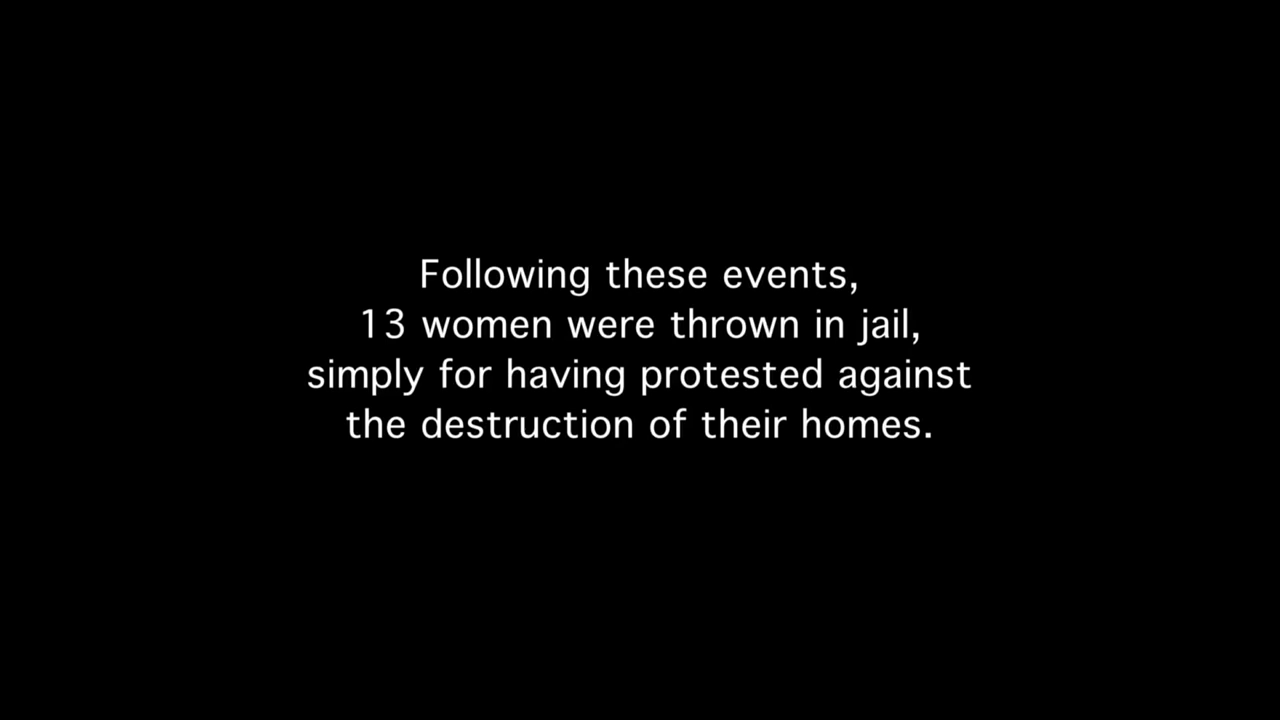 Following these events,
13 women were thrown in jail,
simply for having protested against
the destruction of their homes.